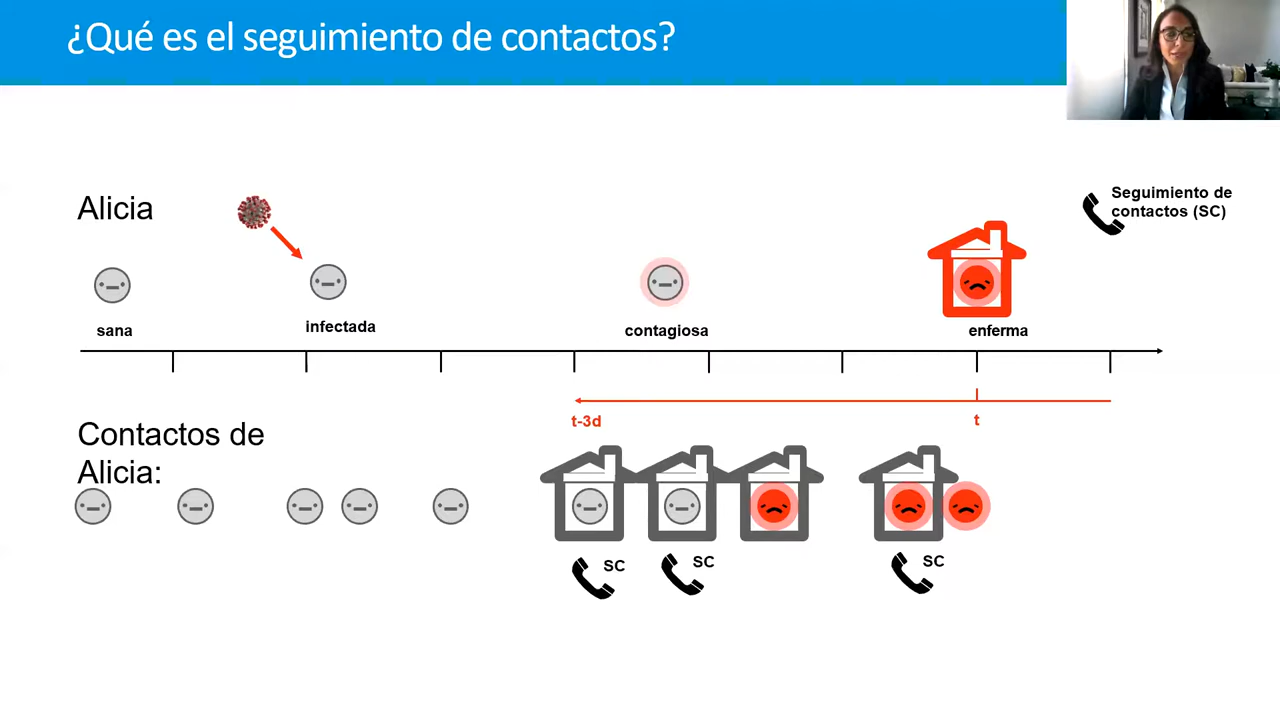 ¿Qué es el seguimiento de contactos?
Alicia
Seguimiento de
contactos (SC)
sana
infectada
contagiosa
enferma
t-3d
t
Contactos de
Alicia:
SC
SC
SC